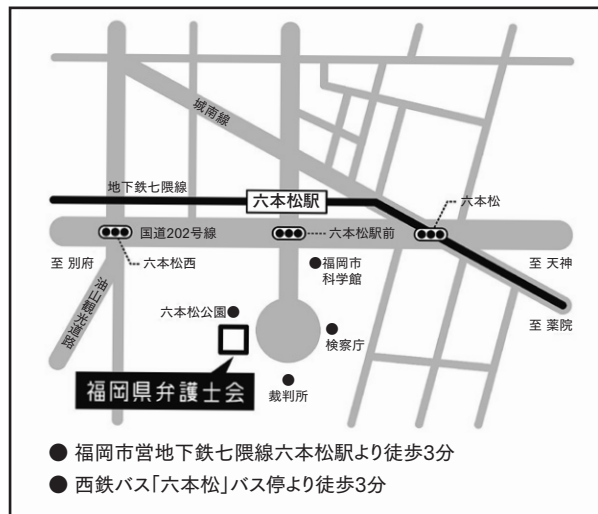 城南線
地下鉄七隈線
六本松駅
六本松
国道202号線
六本松駅前
至 別府
六本松西
福岡市
科学館
至 天神
油山観光道路
六本松公園
至 薬院
検察庁
福岡県弁護士会
裁判所
● 福岡市営地下鉄七隈線六本松駅より徒歩3分
● 西鉄バス「六本松」バス停より徒歩3分